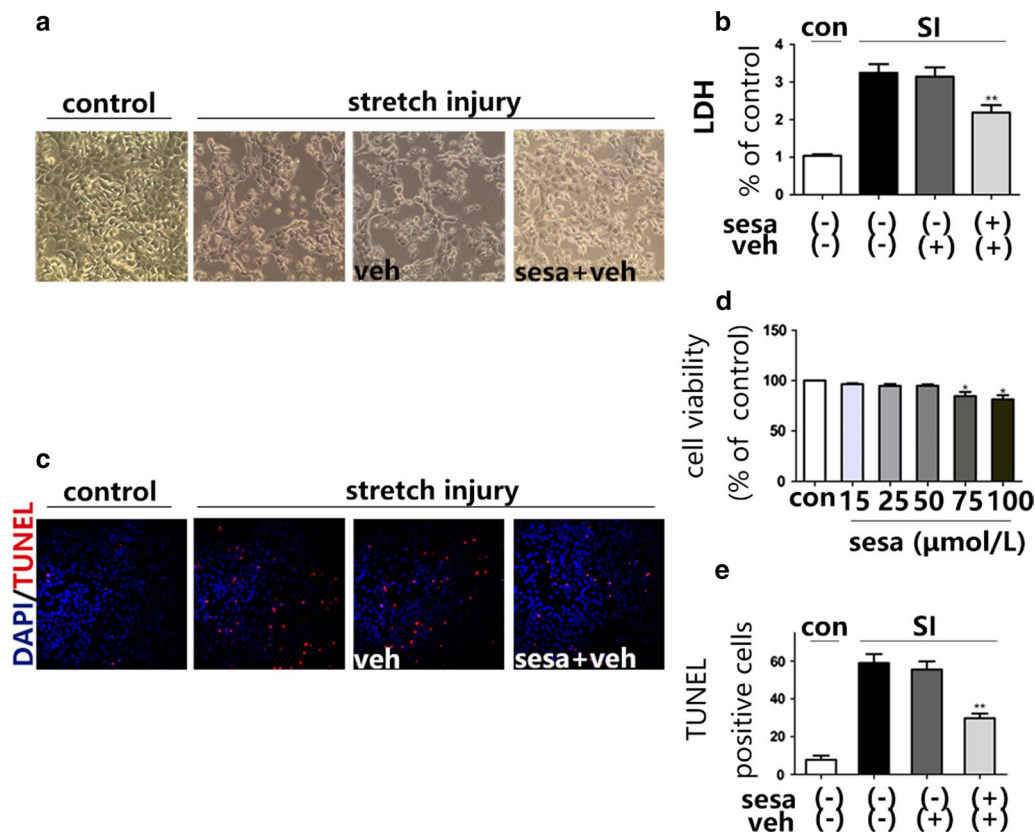 a
control stretch injury
veh sesa+veh
b
con SI
LDH
% of control
4
3
2
1
0
**
sesa (-) (-) (-) (+)
veh (-) (-) (+) (+)
c
control stretch injury
DAPI/TUNEL
veh sesa+veh
d
cell viability
(% of control)
150
100
50
0
* *
con 15 25 50 75 100
sesa (μmol/L)
e
con SI
TUNEL
positive cells
60
40
20
0
**
sesa (-) (-) (-) (+)
veh (-) (-) (+) (+)